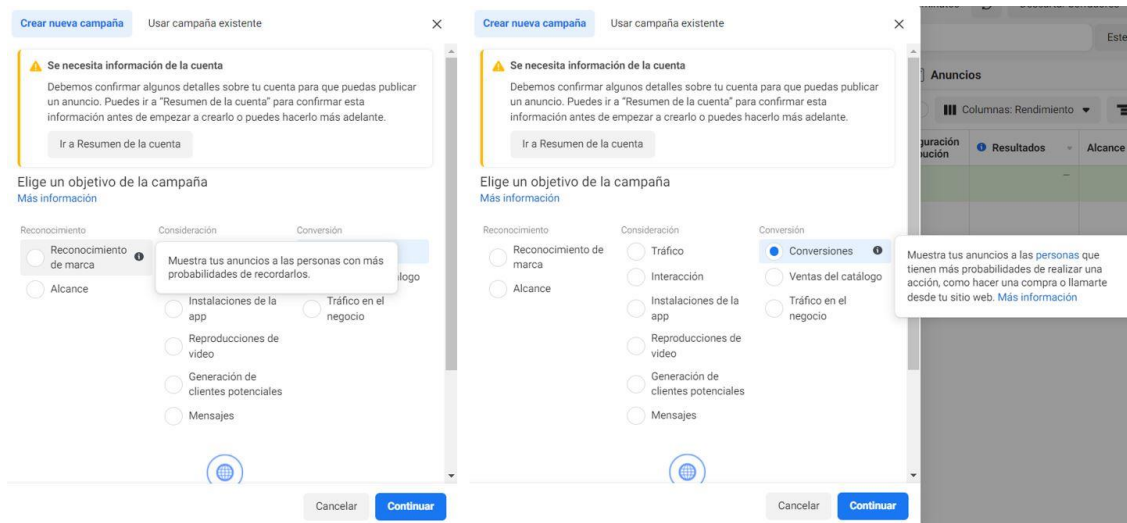 Crear nueva campaña Usar campaña existente
Se necesita información de la cuenta
Debemos confirmar algunos detalles sobre tu cuenta para que puedas publicar
un anuncio. Puedes ir a "Resumen de la cuenta" para confirmar esta
información antes de empezar a crearlo o puedes hacerlo más adelante.
Ir a Resumen de la cuenta
Elige un objetivo de la campaña
Más información
Reconocimiento Consideración Conversión
Reconocimiento
de marca
Muestra tus anuncios a las personas con más
probabilidades de recordarlos.
Alcance
Instalaciones de la
app
Tráfico en el
negocio
Reproducciones de
video
Generación de
clientes potenciales
Mensajes
Cancelar Continuar
Crear nueva campaña Usar campaña existente
Se necesita información de la cuenta
Debemos confirmar algunos detalles sobre tu cuenta para que puedas publicar
un anuncio. Puedes ir a "Resumen de la cuenta" para confirmar esta
información antes de empezar a crearlo o puedes hacerlo más adelante.
Ir a Resumen de la cuenta
Elige un objetivo de la campaña
Más información
Reconocimiento Consideración Conversión
Reconocimiento de
marca
Alcance
Tráfico
Interacción
Instalaciones de la
app
Reproducciones de
video
Generación de
clientes potenciales
Mensajes
Conversiones
Ventas del catálogo
Tráfico en el
negocio
Muestra tus anuncios a las personas que
tienen más probabilidades de realizar una
acción, como hacer una compra o llamarte
desde tu sitio web. Más información
Cancelar Continuar
Anuncios
Columnas: Rendimiento
Resultados
Alcance